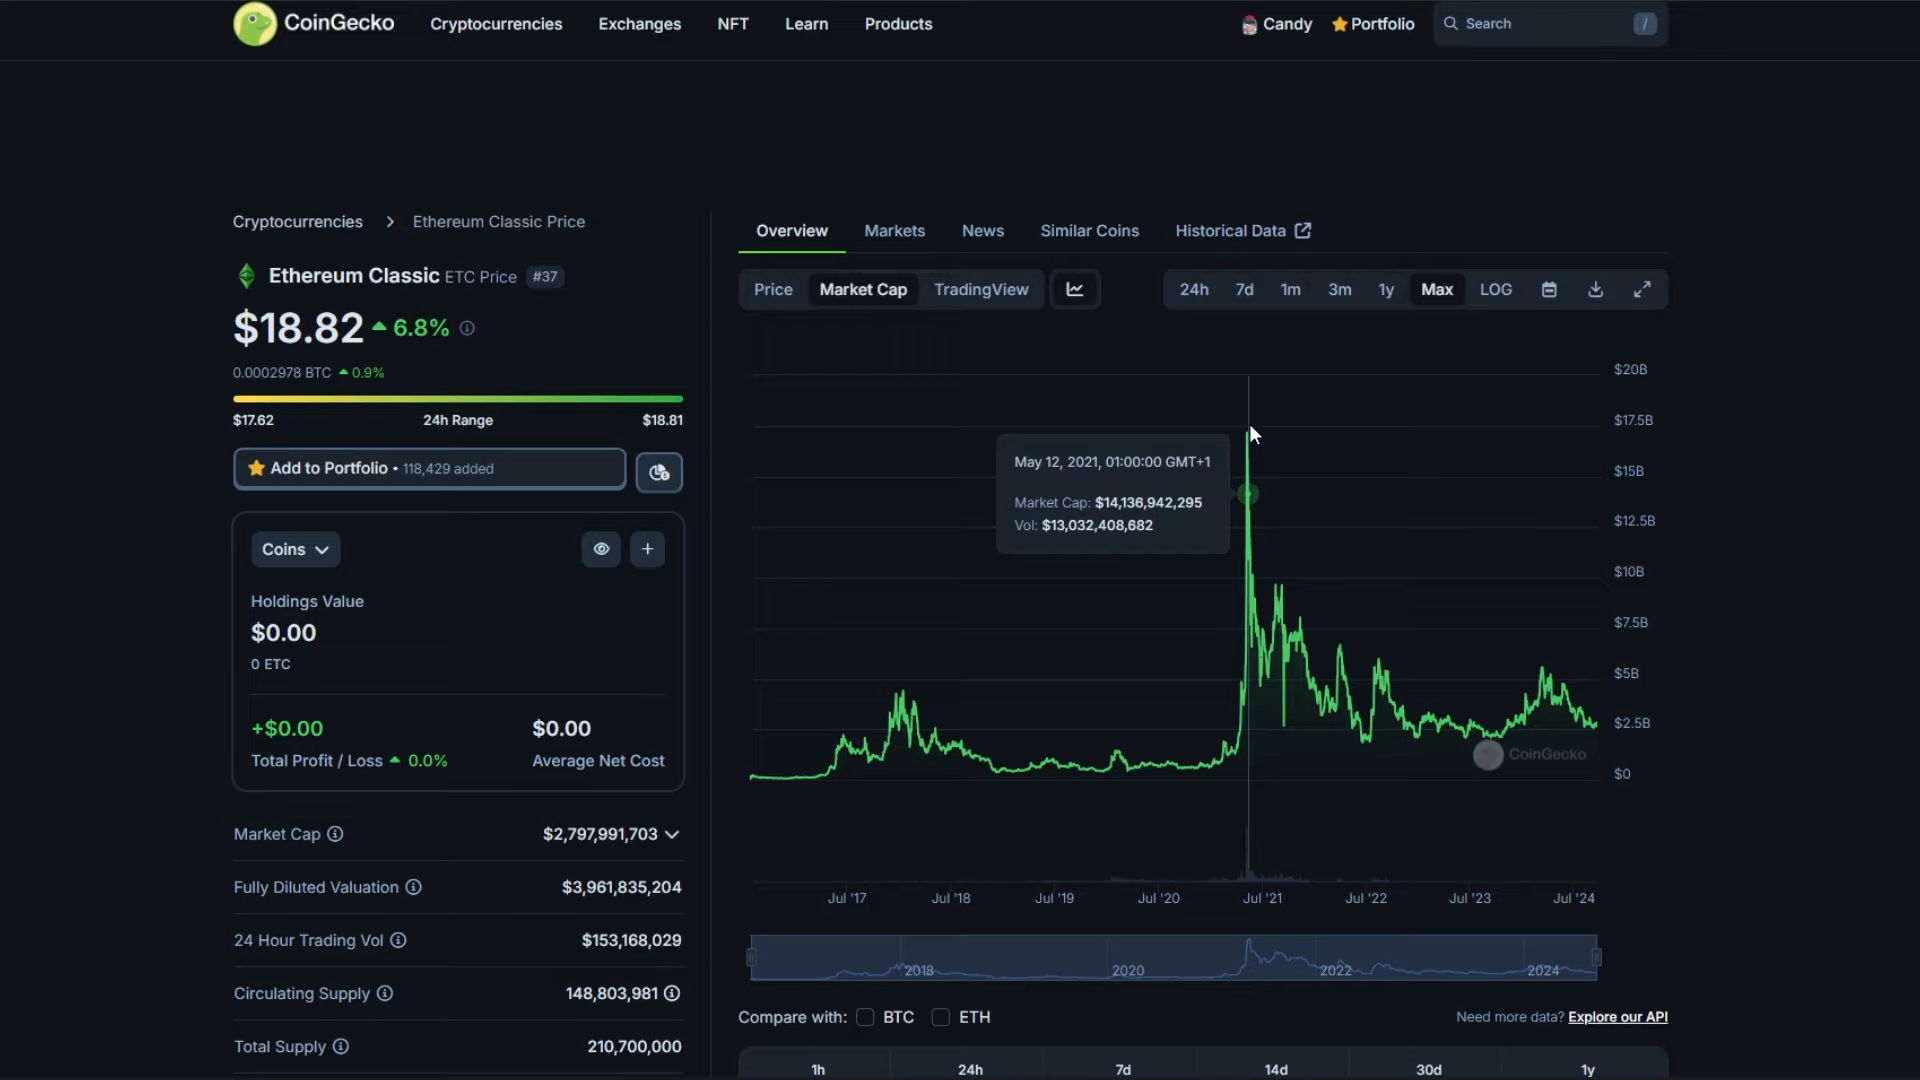 CoinGecko
Cryptocurrencies
Exchanges
NFT
Learn
Products
Candy
Portfolio
Search
/
Cryptocurrencies > Ethereum Classic Price
Ethereum Classic ETC Price #37
$18.82 6.8%
0.0002978 BTC 0.9%
$17.62 24h Range $18.81
Add to Portfolio • 118,429 added
Coins
+
Holdings Value
$0.00
0 ETC
+$0.00 $0.00
Total Profit / Loss 0.0% Average Net Cost
Market Cap $2,797,991,703
Fully Diluted Valuation $3,961,835,204
24 Hour Trading Vol $153,168,029
Circulating Supply 148,803,981
Total Supply 210,700,000
Overview
Markets
News
Similar Coins
Historical Data
Price
Market Cap
TradingView
24h 7d 1m 3m 1y Max LOG
$20B
$17.5B
$15B
$12.5B
$10B
$7.5B
$5B
$2.5B
$0
May 12, 2021, 01:00:00 GMT+1
Market Cap: $14,136,942,295
Vol: $13,032,408,682
CoinGecko
Jul '17 Jul '18 Jul '19 Jul '20 Jul '21 Jul '22 Jul '23 Jul '24
2018 2020 2022 2024
Compare with: BTC ETH
Need more data? Explore our API
1h 24h 7d 14d 30d 1y